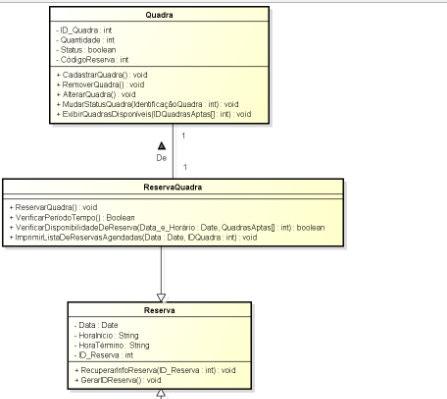 Quadra
- ID_Quadra : int
- Quantidade : int
- Status : boolean
- CódigoReserva : int
+ CadastrarQuadra() : void
+ RemoverQuadra() : void
+ AlterarQuadra() : void
+ MudarStatusQuadra(IdentificaçãoQuadra : int) : void
+ ExibirQuadrasDisponíveis(IDQuadrasAptas[] : int) : void
1
De
1
ReservaQuadra
+ ReservarQuadra() : void
+ VerificarPeríodoTempo() : Boolean
+ VerificarDisponibilidadeDeReserva(Data_e_Horário : Date, QuadrasAptas[] : int) : boolean
+ ImprimirListaDeReservasAgendadas(Data : Date, IDQuadra : int) : void
Reserva
- Data : Date
- HoraInício : String
- HoraTérmino : String
- ID_Reserva : int
+ RecuperarInfoReserva(ID_Reserva : int) : void
+ GerarIDReserva() : void